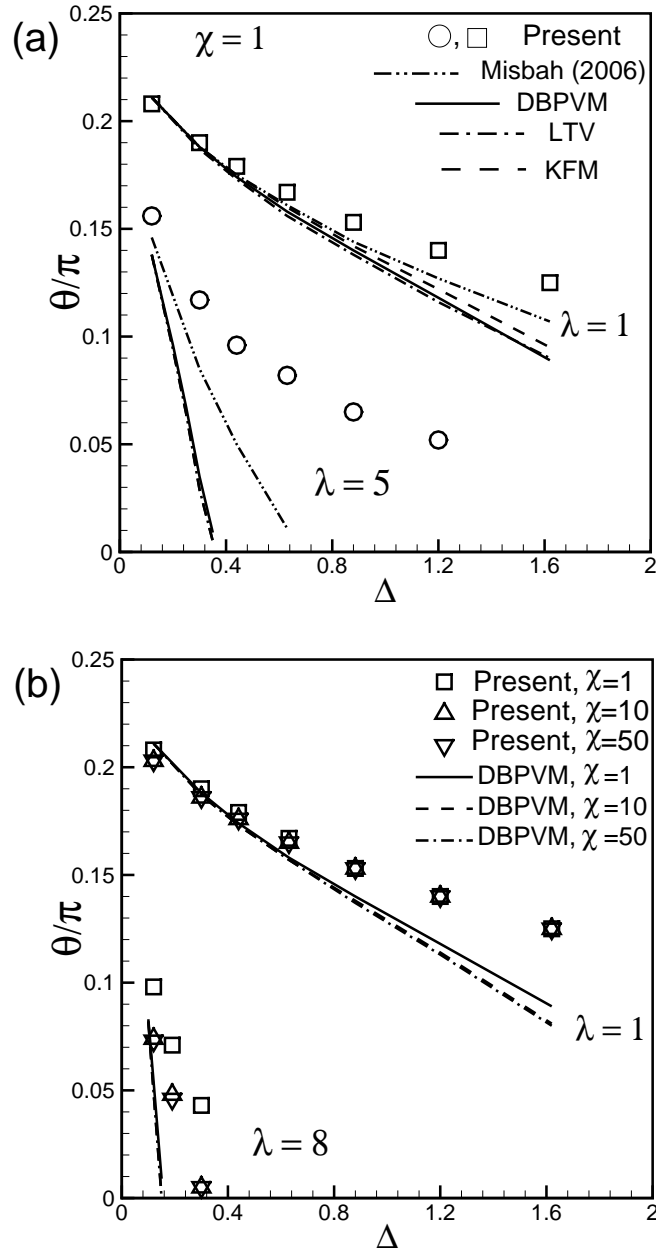 (a)
χ = 1
, Present
Misbah (2006)
DBPVM
LTV
KFM
0.25
0.2
0.15
0.1
0.05
0
θ/π
λ = 1
λ = 5
0 0.4 0.8 1.2 1.6 2
Δ
(b)
Present, χ=1
Present, χ=10
Present, χ=50
DBPVM, χ=1
DBPVM, χ=10
DBPVM, χ=50
0.25
0.2
0.15
0.1
0.05
0
θ/π
λ = 1
λ = 8
0 0.4 0.8 1.2 1.6 2
Δ